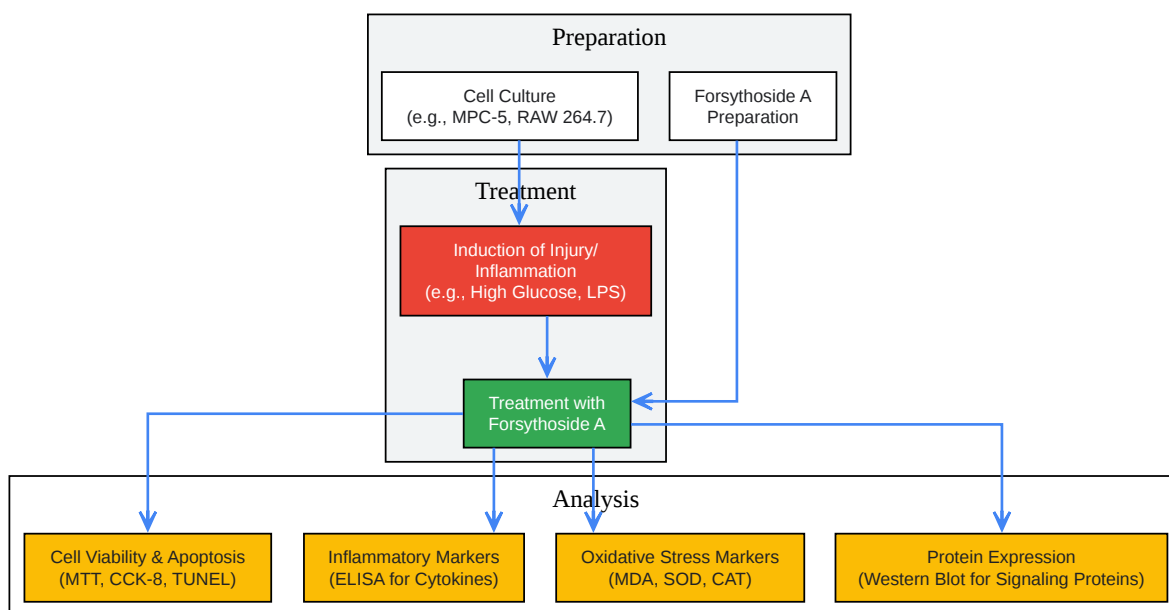 Preparation
Cell Culture
(e.g., MPC-5, RAW 264.7)
Forsythoside A
Preparation
Treatment
Induction of Injury/
Inflammation
(e.g., High Glucose, LPS)
Treatment with
Forsythoside A
Analysis
Cell Viability & Apoptosis
(MTT, CCK-8, TUNEL)
Inflammatory Markers
(ELISA for Cytokines)
Oxidative Stress Markers
(MDA, SOD, CAT)
Protein Expression
(Western Blot for Signaling Proteins)